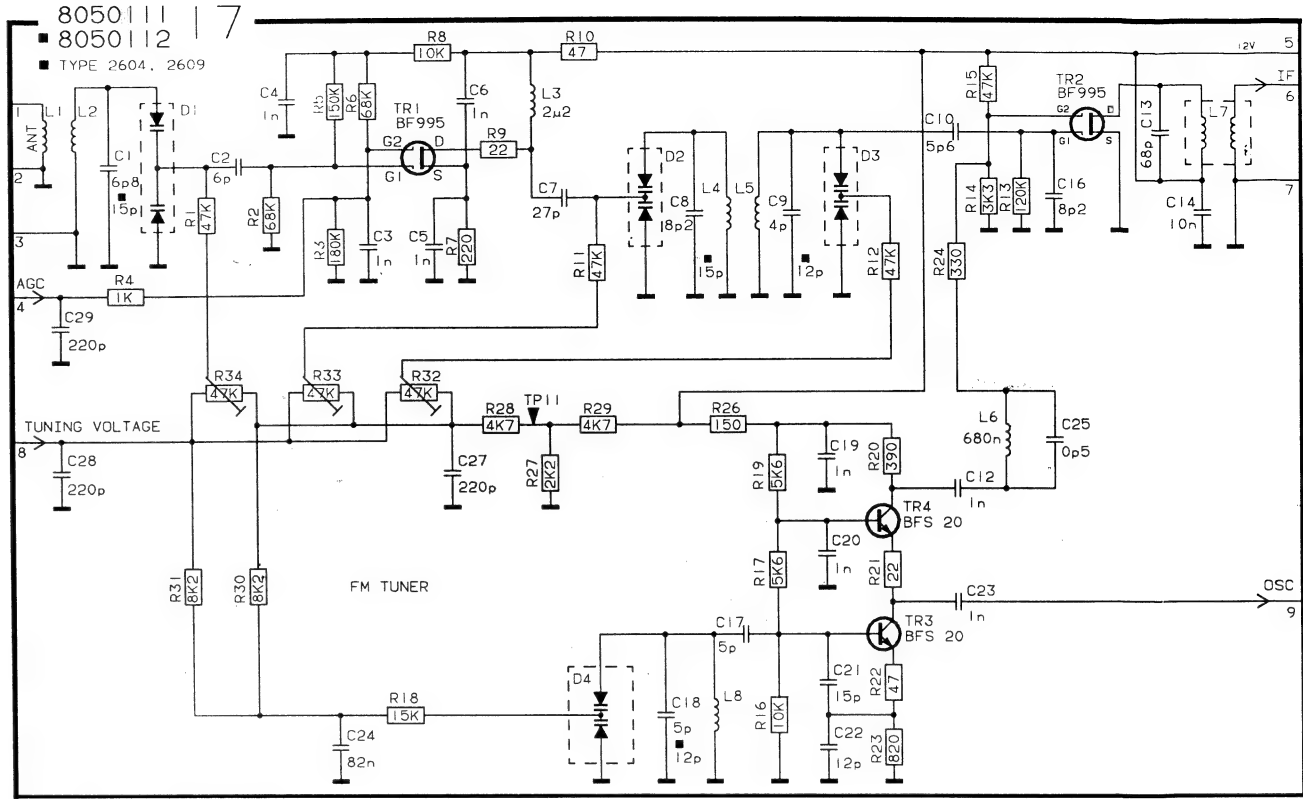 8050111 17
■ 8050112
■ TYPE 2604, 2609
R8
10K
R10
47
12V 5
C4
1n
R5
150K
R6
68K
C6
1n
L3
2µ2
R15
47K
TR2
BF995
IF
6
1
L1
L2
D1
TR1
BF995
R9
22
G2
D
G1
S
C13
68p
L7
ANT
2
C1
6p8
■
15p
C2
6p
G2
D
G1
S
C10
5p6
D2
D3
7
R1
47K
R2
68K
C7
27p
C8
8p2
■
15p
L4
L5
C9
4p
■
12p
R14
3K3
R13
120K
C16
8p2
C14
10n
3
R3
180K
C3
1n
C5
1n
R7
220
R11
47K
R12
47K
R24
330
AGC
4
R4
1K
C29
220p
R34
47K
R33
47K
R32
47K
TUNING VOLTAGE
8
R28
4K7
TP11
R29
4K7
R26
150
L6
680n
C25
0p5
C28
220p
C27
220p
R27
2K2
R19
5K6
C19
1n
R20
390
C12
1n
TR4
BFS 20
C20
1n
R31
8K2
R30
8K2
FM TUNER
R17
5K6
R21
22
C23
1n
OSC
9
C17
5p
TR3
BFS 20
D4
C21
15p
R22
47
R18
15K
C18
5p
■
12p
L8
R16
10K
C24
82n
C22
12p
R23
820